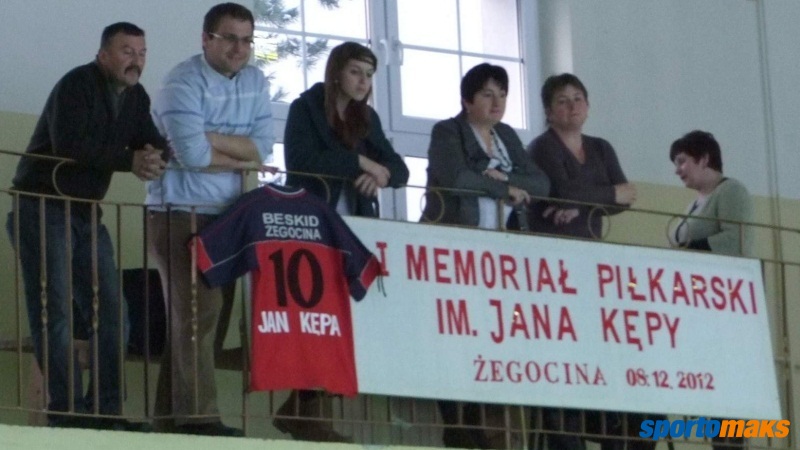 BESKID
ŻEGOCINA
10
JAN KĘPA
I MEMORIAŁ PIŁKARSKI
IM. JANA KĘPY
ŻEGOCINA 08.12.2012
sportomaks